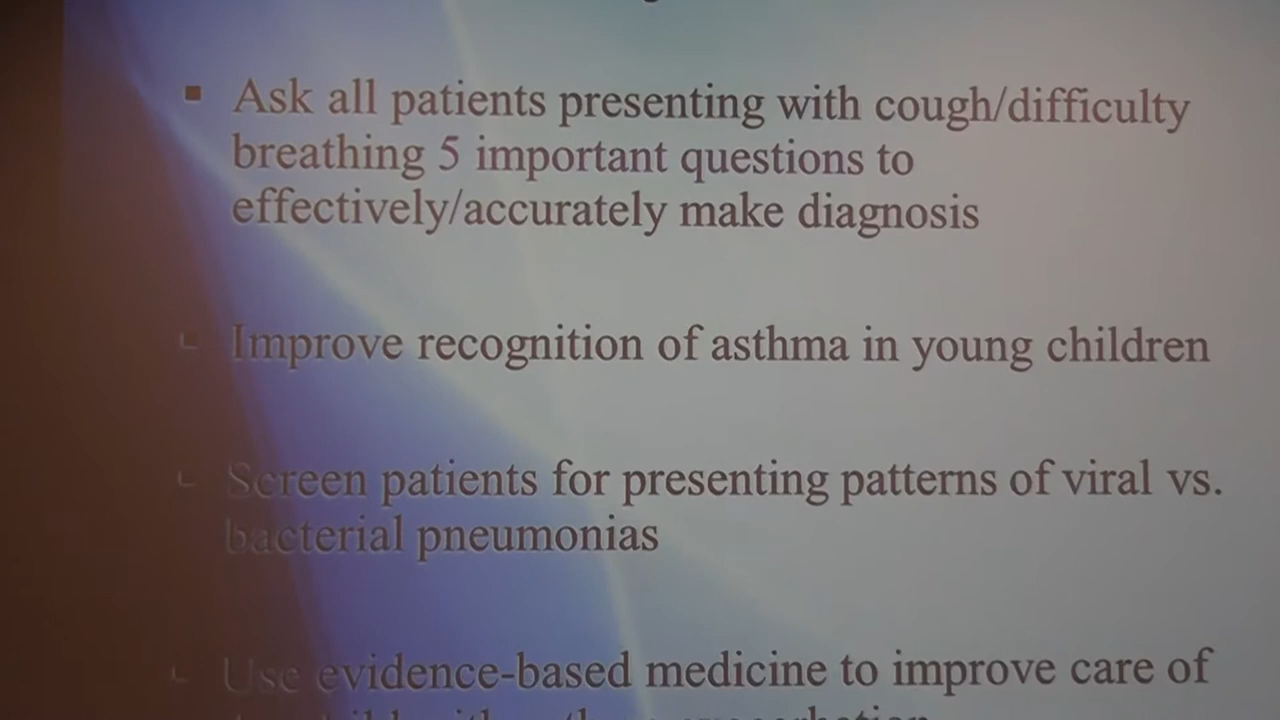 Ask all patients presenting with cough/difficulty
breathing 5 important questions to
effectively/accurately make diagnosis
Improve recognition of asthma in young children
Screen patients for presenting patterns of viral vs.
bacterial pneumonias
Use evidence-based medicine to improve care of